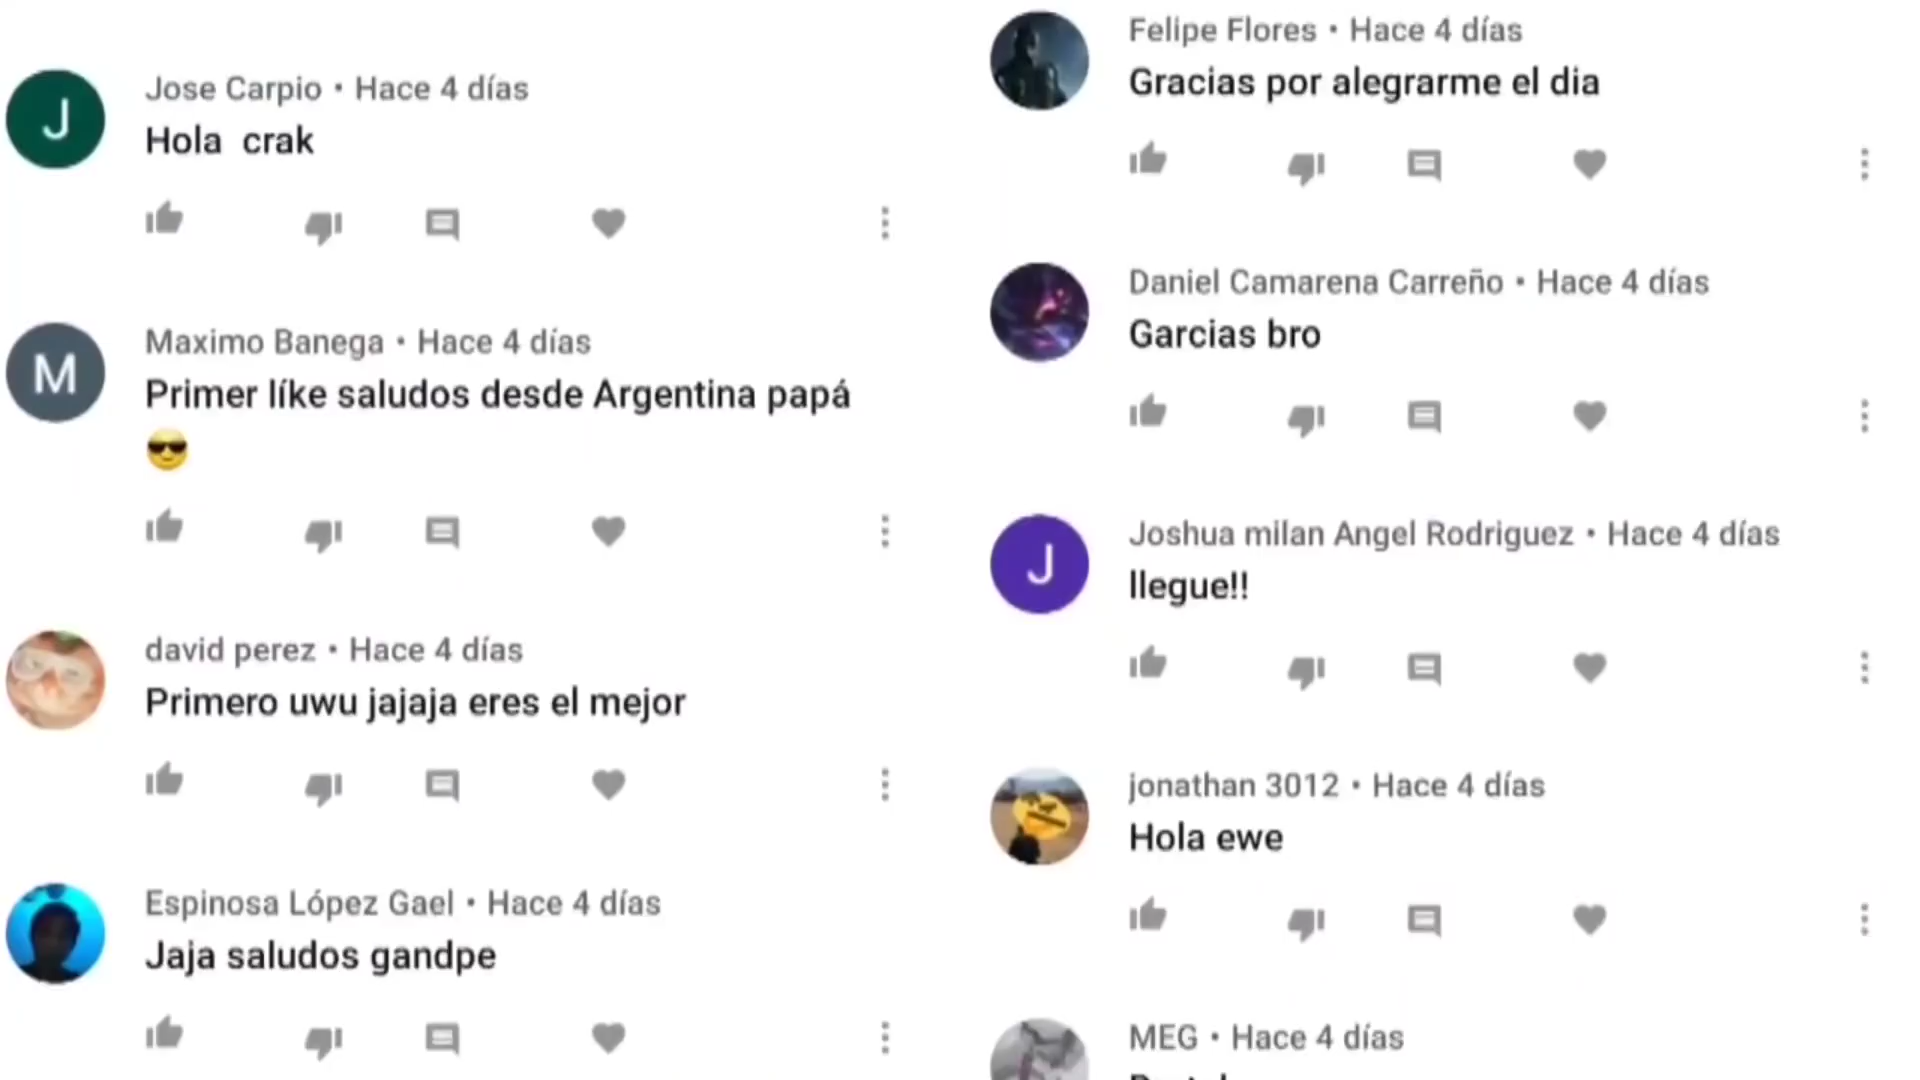 Jose Carpio • Hace 4 días
Hola crak
Maximo Banega • Hace 4 días
Primer líke saludos desde Argentina papá
😎
david perez • Hace 4 días
Primero uwu jajaja eres el mejor
Espinosa López Gael • Hace 4 días
Jaja saludos gandpe
Felipe Flores • Hace 4 días
Gracias por alegrarme el dia
Daniel Camarena Carreño • Hace 4 días
Garcias bro
Joshua milan Angel Rodriguez • Hace 4 días
llegue!!
jonathan 3012 • Hace 4 días
Hola ewe
MEG • Hace 4 días